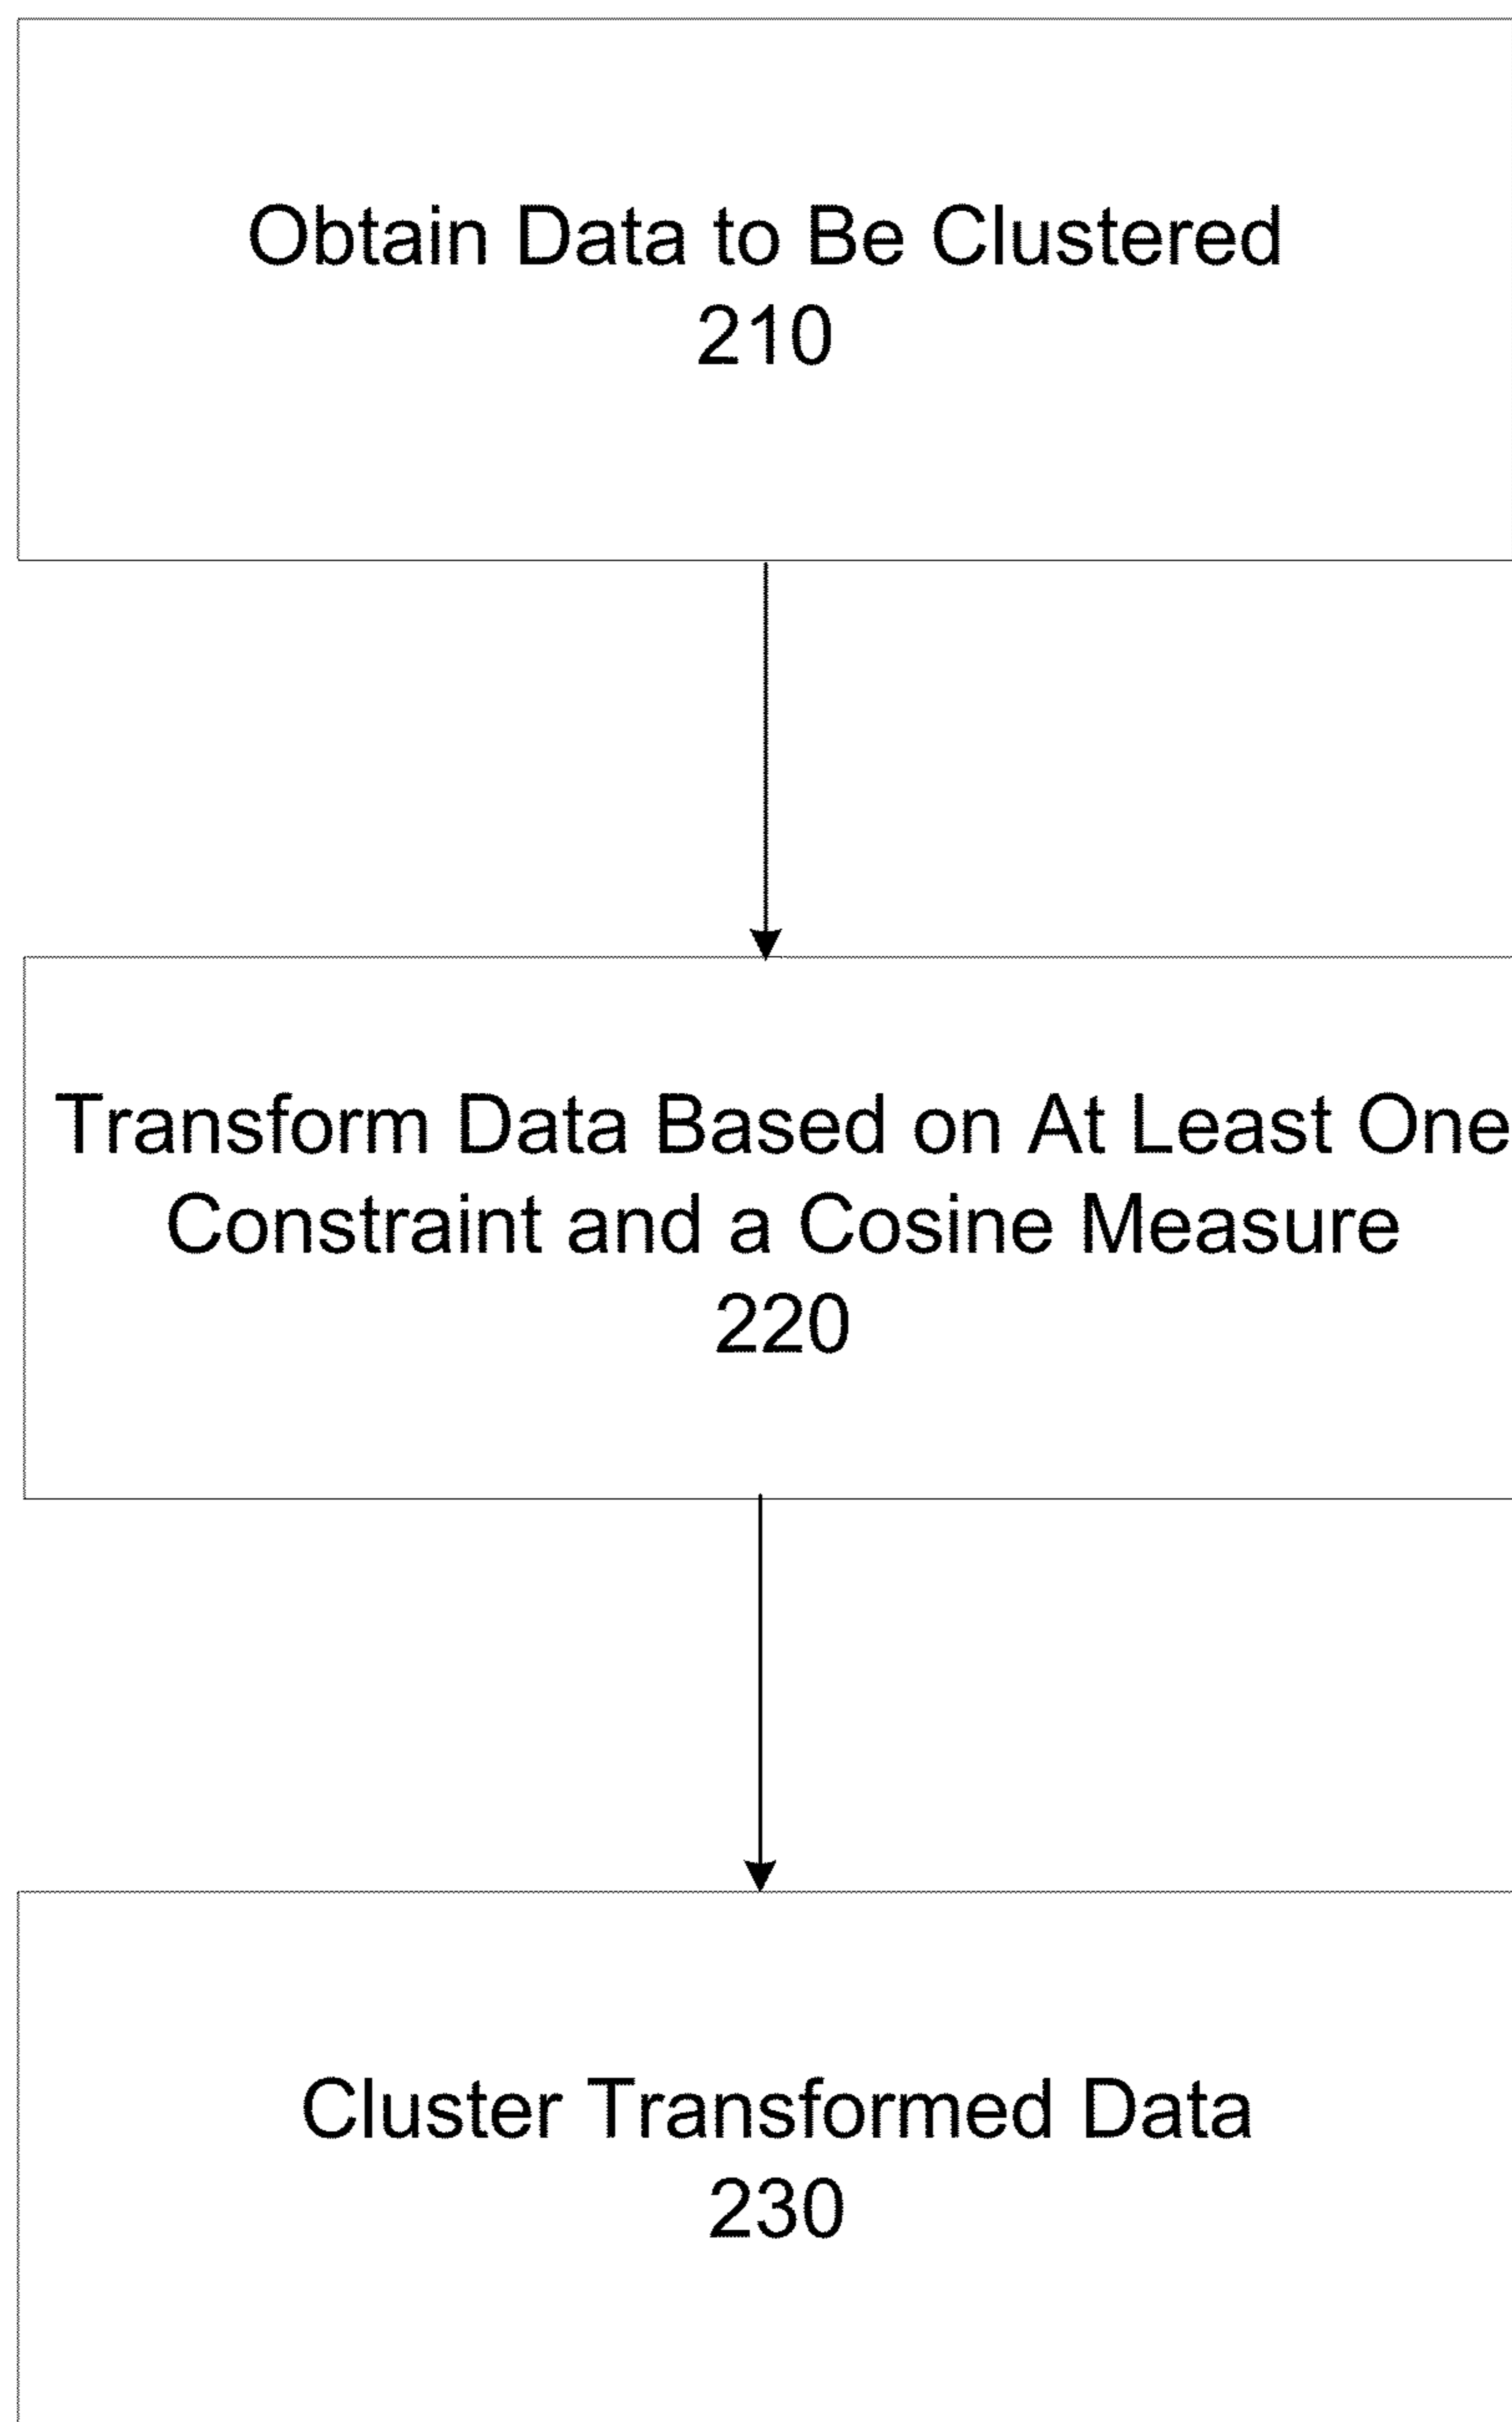 Obtain Data to Be Clustered
210
Transform Data Based on At Least One
Constraint and a Cosine Measure
220
Cluster Transformed Data
230